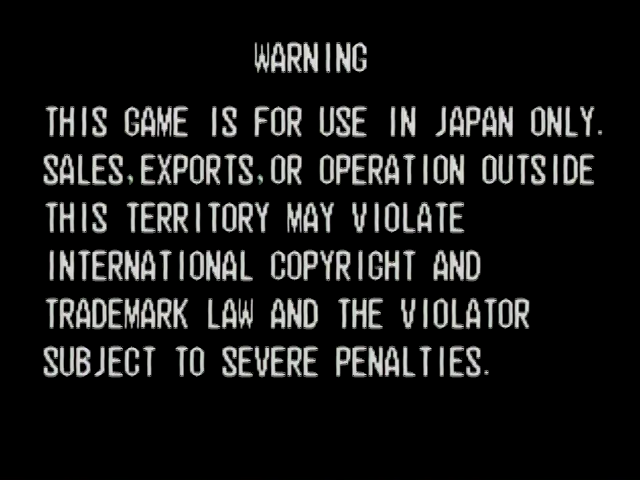 WARNING
THIS GAME IS FOR USE IN JAPAN ONLY.
SALES,EXPORTS,OR OPERATION OUTSIDE
THIS TERRITORY MAY VIOLATE
INTERNATIONAL COPYRIGHT AND
TRADEMARK LAW AND THE VIOLATOR
SUBJECT TO SEVERE PENALTIES.